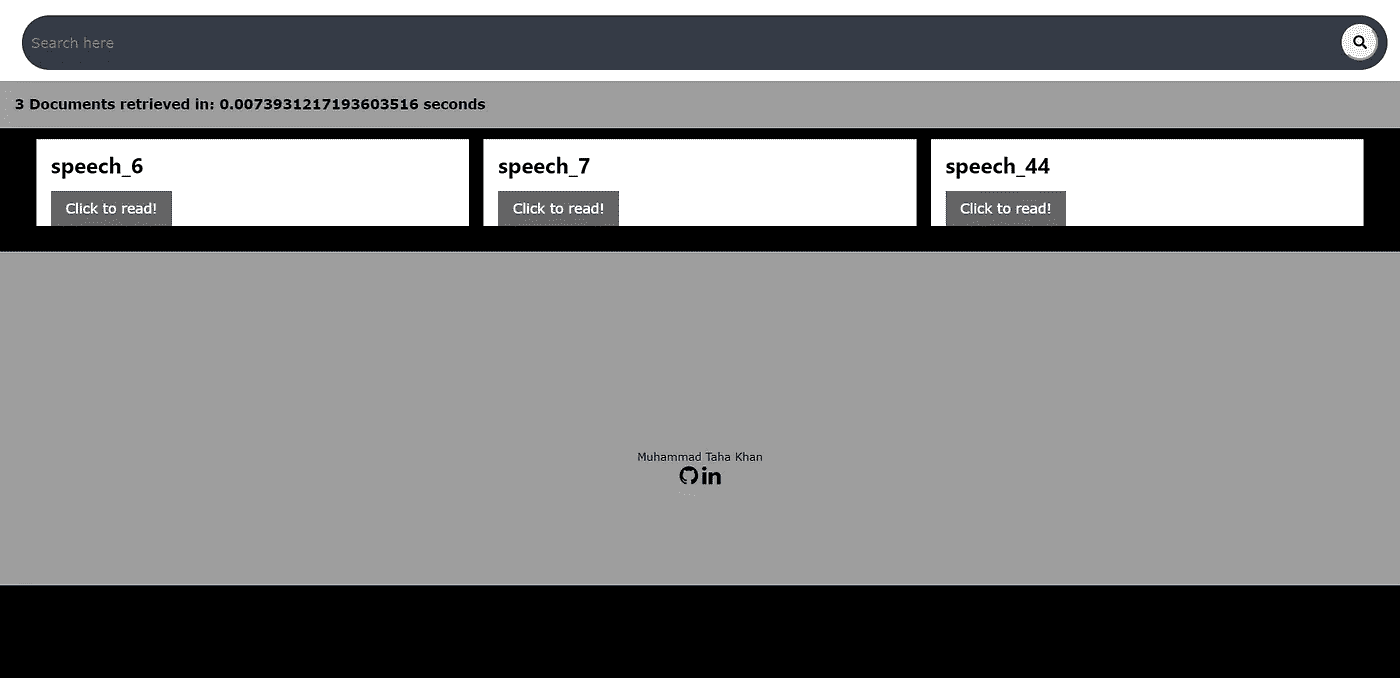 Search here
3 Documents retrieved in: 0.0073931217193603516 seconds
speech_6
Click to read!
speech_7
Click to read!
speech_44
Click to read!
Muhammad Taha Khan
in